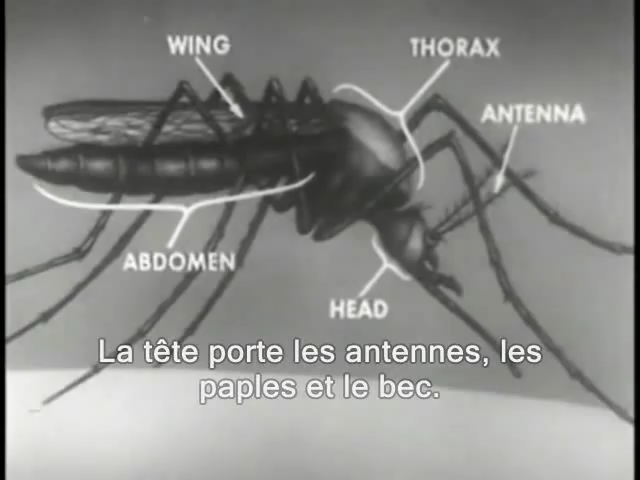 WING
THORAX
ANTENNA
ABDOMEN
HEAD
La tête porte les antennes, les
paples et le bec.